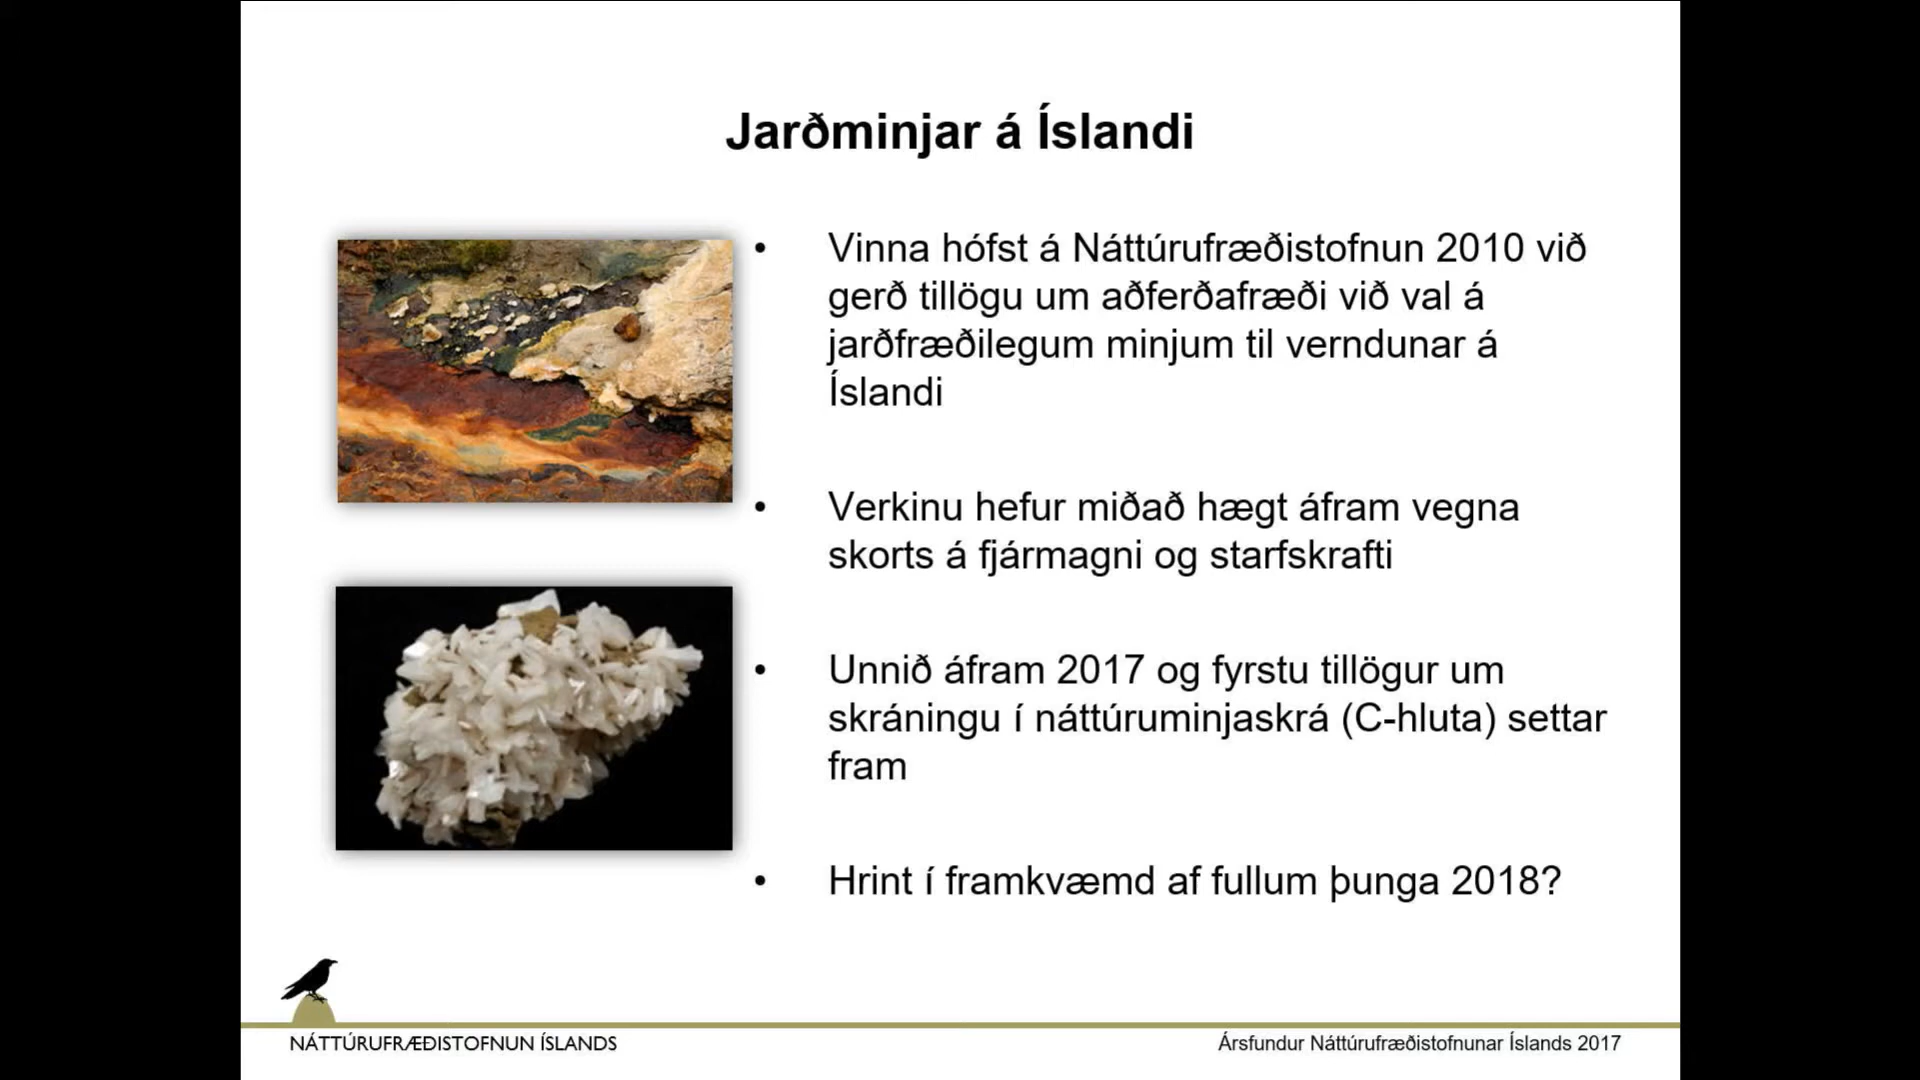 Jarðminjar á Íslandi
• Vinna hófst á Náttúrufræðistofnun 2010 við
gerð tillögu um aðferðafræði við val á
jarðfræðilegum minjum til verndunar á
Íslandi
• Verkinu hefur miðað hægt áfram vegna
skorts á fjármagni og starfskrafti
• Unnið áfram 2017 og fyrstu tillögur um
skráningu í náttúruminjaskrá (C-hluta) settar
fram
• Hrint í framkvæmd af fullum þunga 2018?
NÁTTÚRUFRÆÐISTOFNUN ÍSLANDS
Ársfundur Náttúrufræðistofnunar Íslands 2017